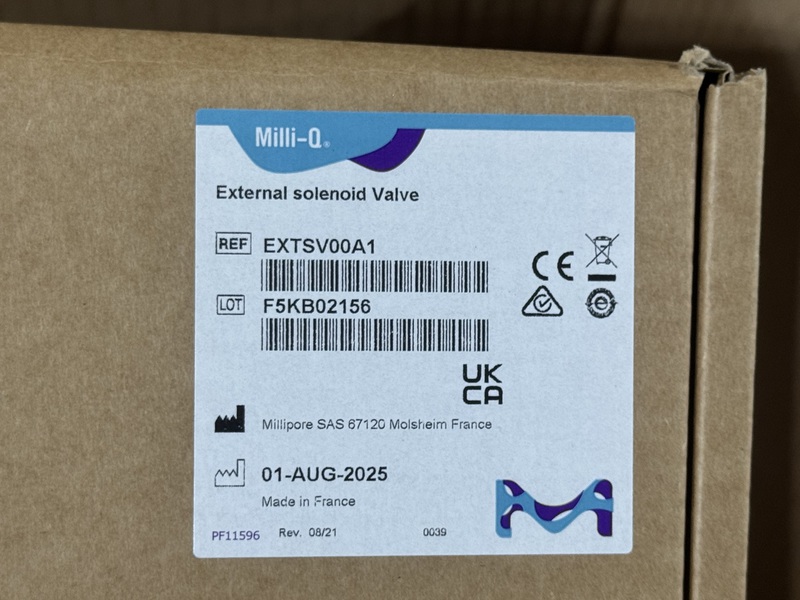 Milli-Q®
External solenoid Valve
REF EXTSV00A1
LOT F5KB02156
CE
UK
CA
Millipore SAS 67120 Molsheim France
01-AUG-2025
Made in France
PF11596 Rev. 08/21 0039